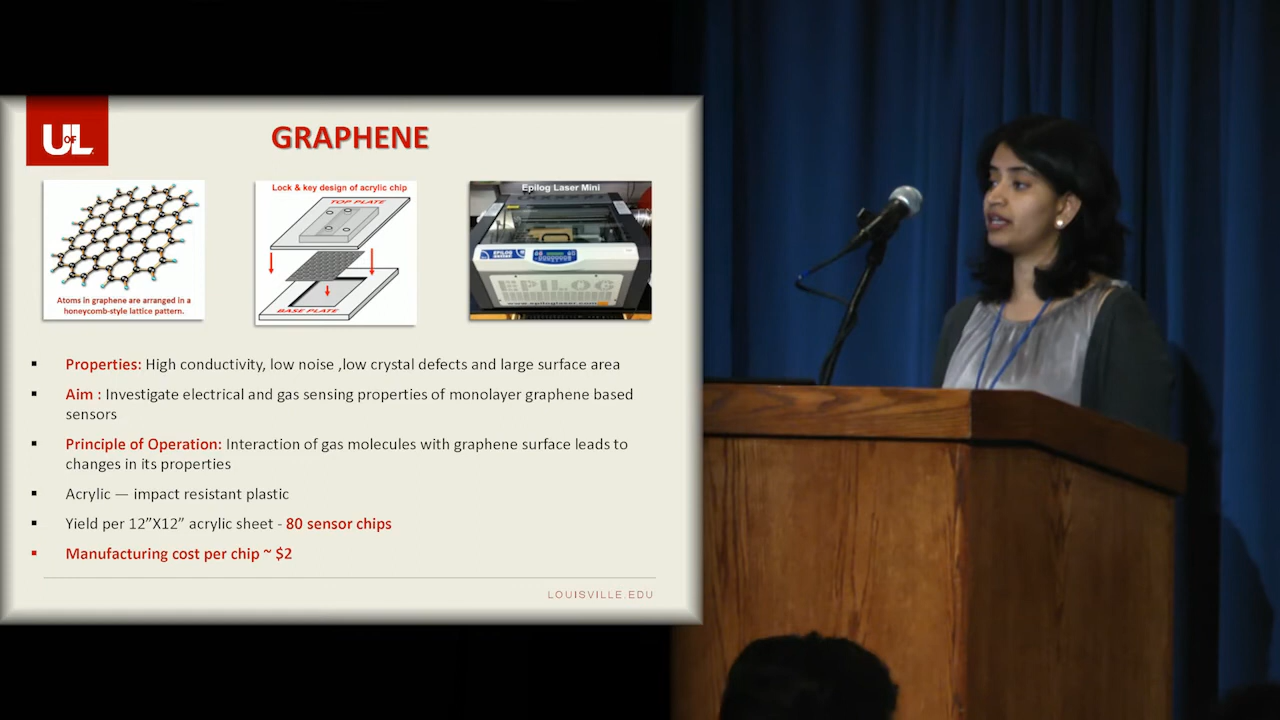 UofL
GRAPHENE
Atoms in graphene are arranged in a
honeycomb-style lattice pattern.
Lock & key design of acrylic chip
TOP PLATE
BASE PLATE
Epilog Laser Mini
EPILOG
www.epiloglaser.com
Properties: High conductivity, low noise ,low crystal defects and large surface area
Aim : Investigate electrical and gas sensing properties of monolayer graphene based
sensors
Principle of Operation: Interaction of gas molecules with graphene surface leads to
changes in its properties
Acrylic — impact resistant plastic
Yield per 12”X12” acrylic sheet - 80 sensor chips
Manufacturing cost per chip ~ $2
LOUISVILLE.EDU